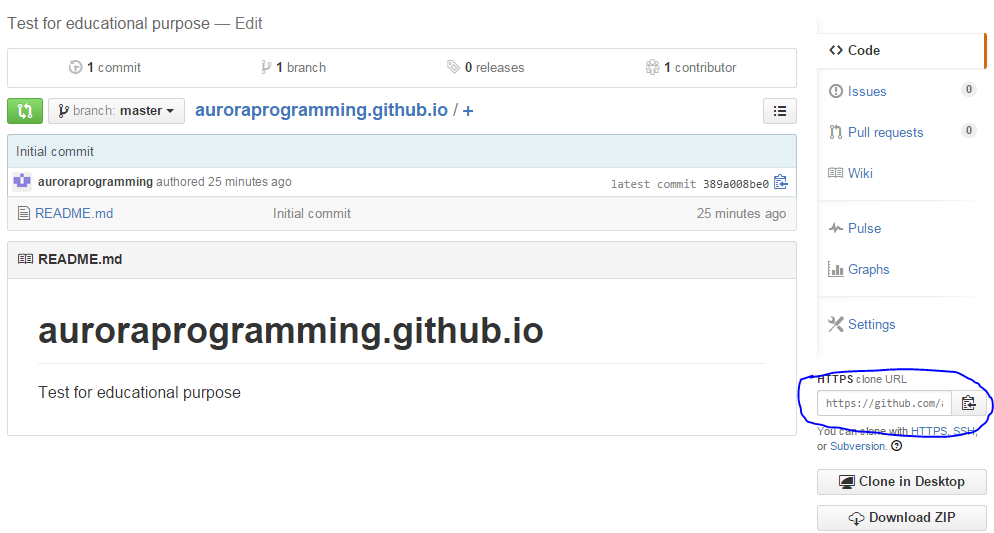 Test for educational purpose — Edit
1 commit
1 branch
0 releases
1 contributor
branch: master
auroraprogramming.github.io / +
Initial commit
auroraprogramming authored 25 minutes ago
latest commit 389a008be0
README.md
Initial commit
25 minutes ago
README.md
auroraprogramming.github.io
Test for educational purpose
Code
Issues
0
Pull requests
0
Wiki
Pulse
Graphs
Settings
HTTPS clone URL
https://github.com/a
You can clone with HTTPS, SSH,
or Subversion. ?
Clone in Desktop
Download ZIP